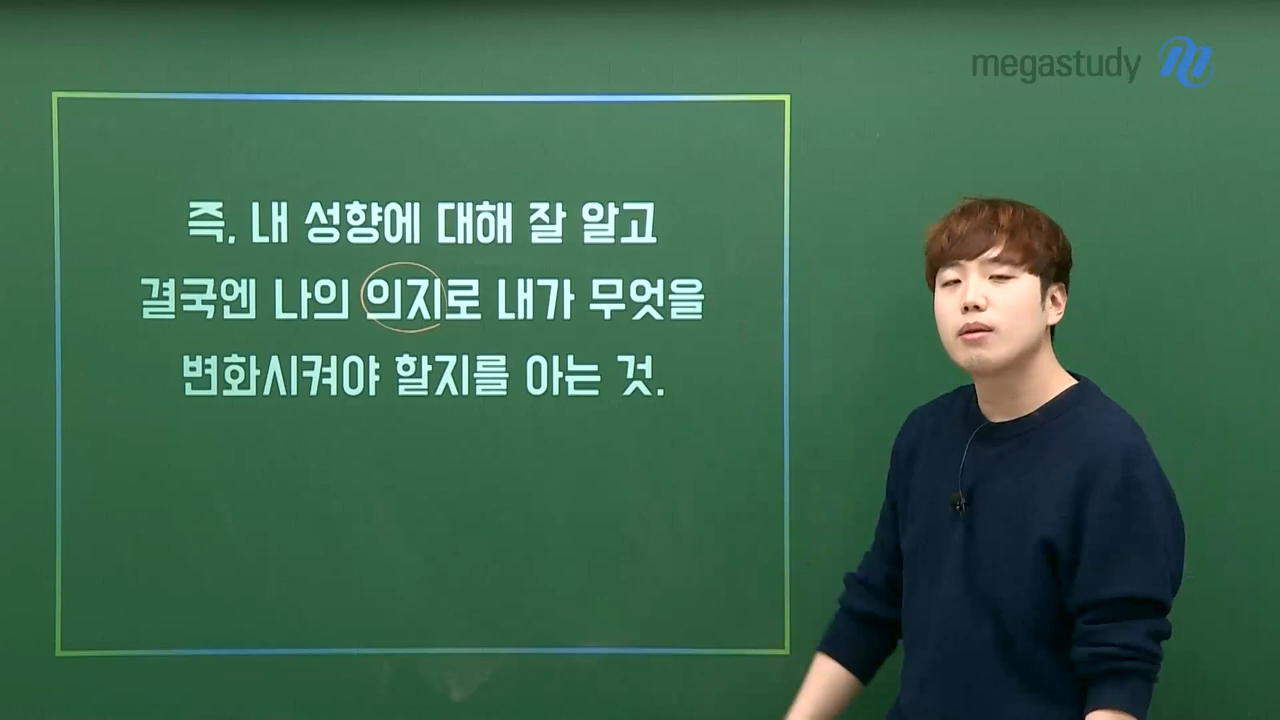 megastudy
즉, 내 성향에 대해 잘 알고
결국엔 나의 의지로 내가 무엇을
변화시켜야 할지를 아는 것.